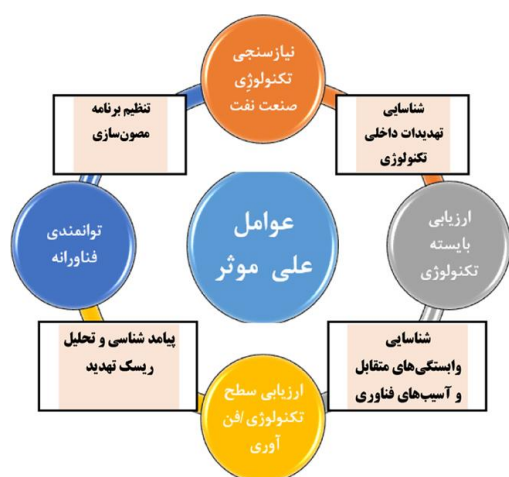 نیازسنجی
تکنولوژی
صنعت نفت
شناسایی
تهدیدات داخلی
تکنولوژی
ارزیابی
بایسته
تکنولوژی
شناسایی
وابستگی‌های متقابل
و آسیب‌های فناوری
ارزیابی سطح
تکنولوژی/فن
آوری
پیامد شناسی و تحلیل
ریسک تهدید
توانمندی
فناورانه
تنظیم برنامه
مصون‌سازی
عوامل
علی موثر